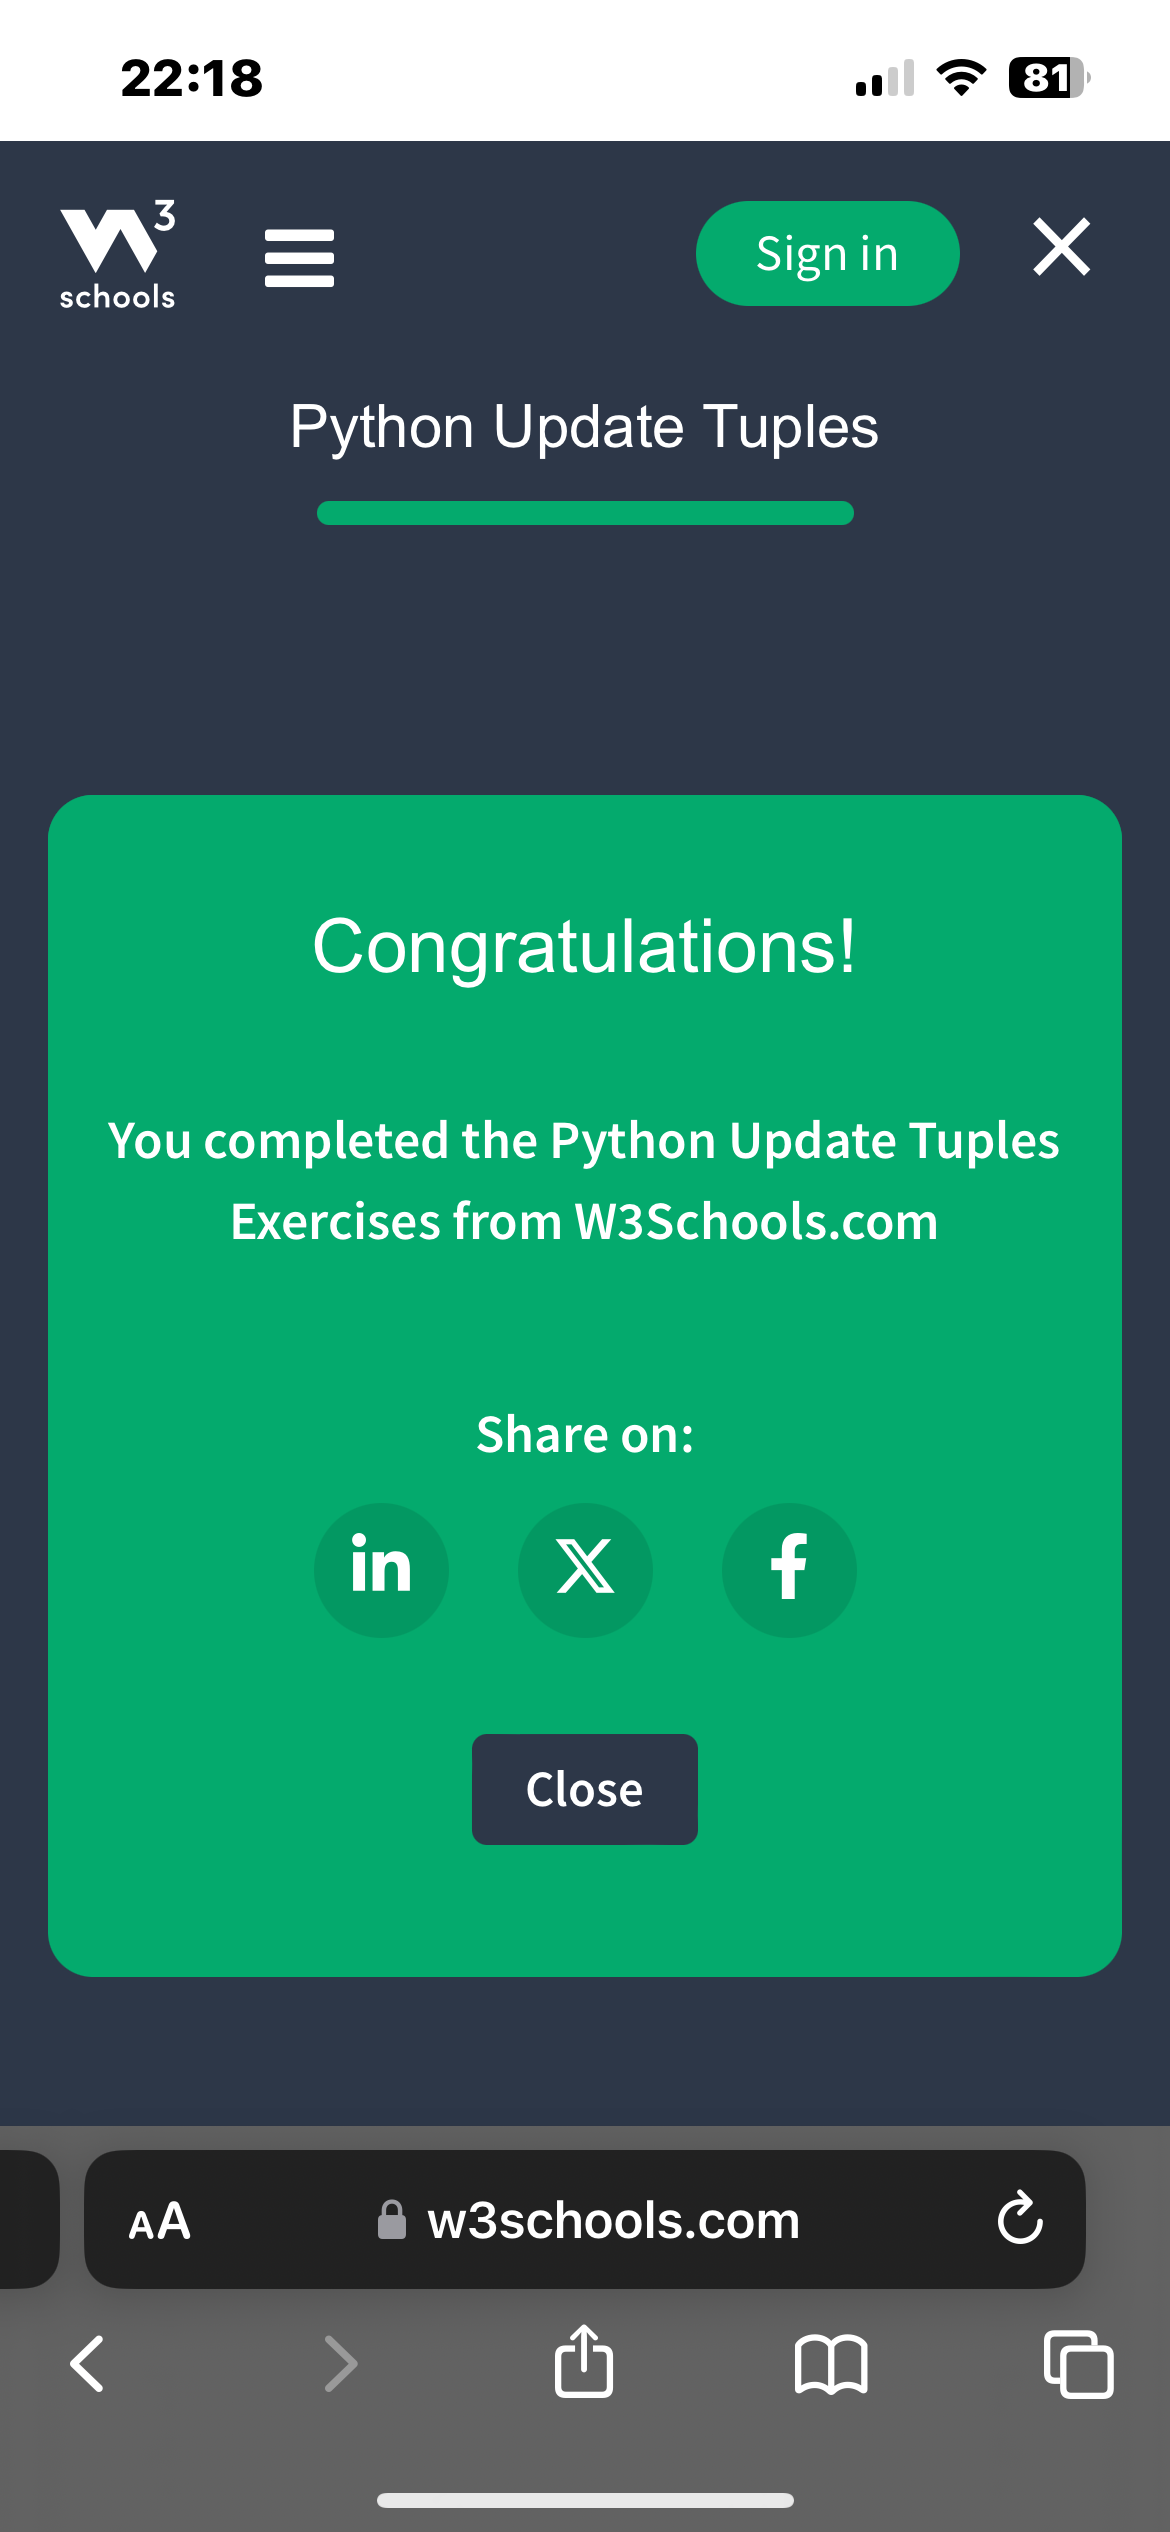 22:18
81
W3
schools
Sign in
Python Update Tuples
Congratulations!
You completed the Python Update Tuples
Exercises from W3Schools.com
Share on:
in
X
f
Close
AA
w3schools.com